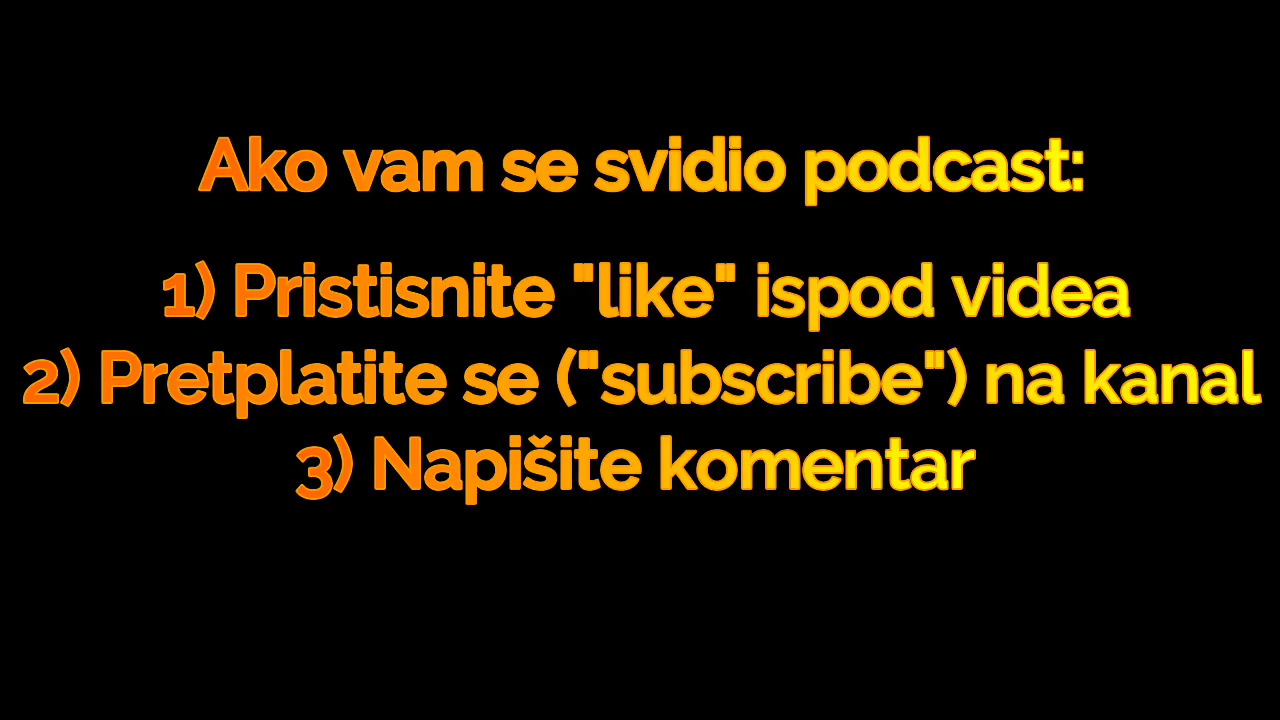 Ako vam se svidio podcast:
1) Pristisnite "like" ispod videa
2) Pretplatite se ("subscribe") na kanal
3) Napišite komentar